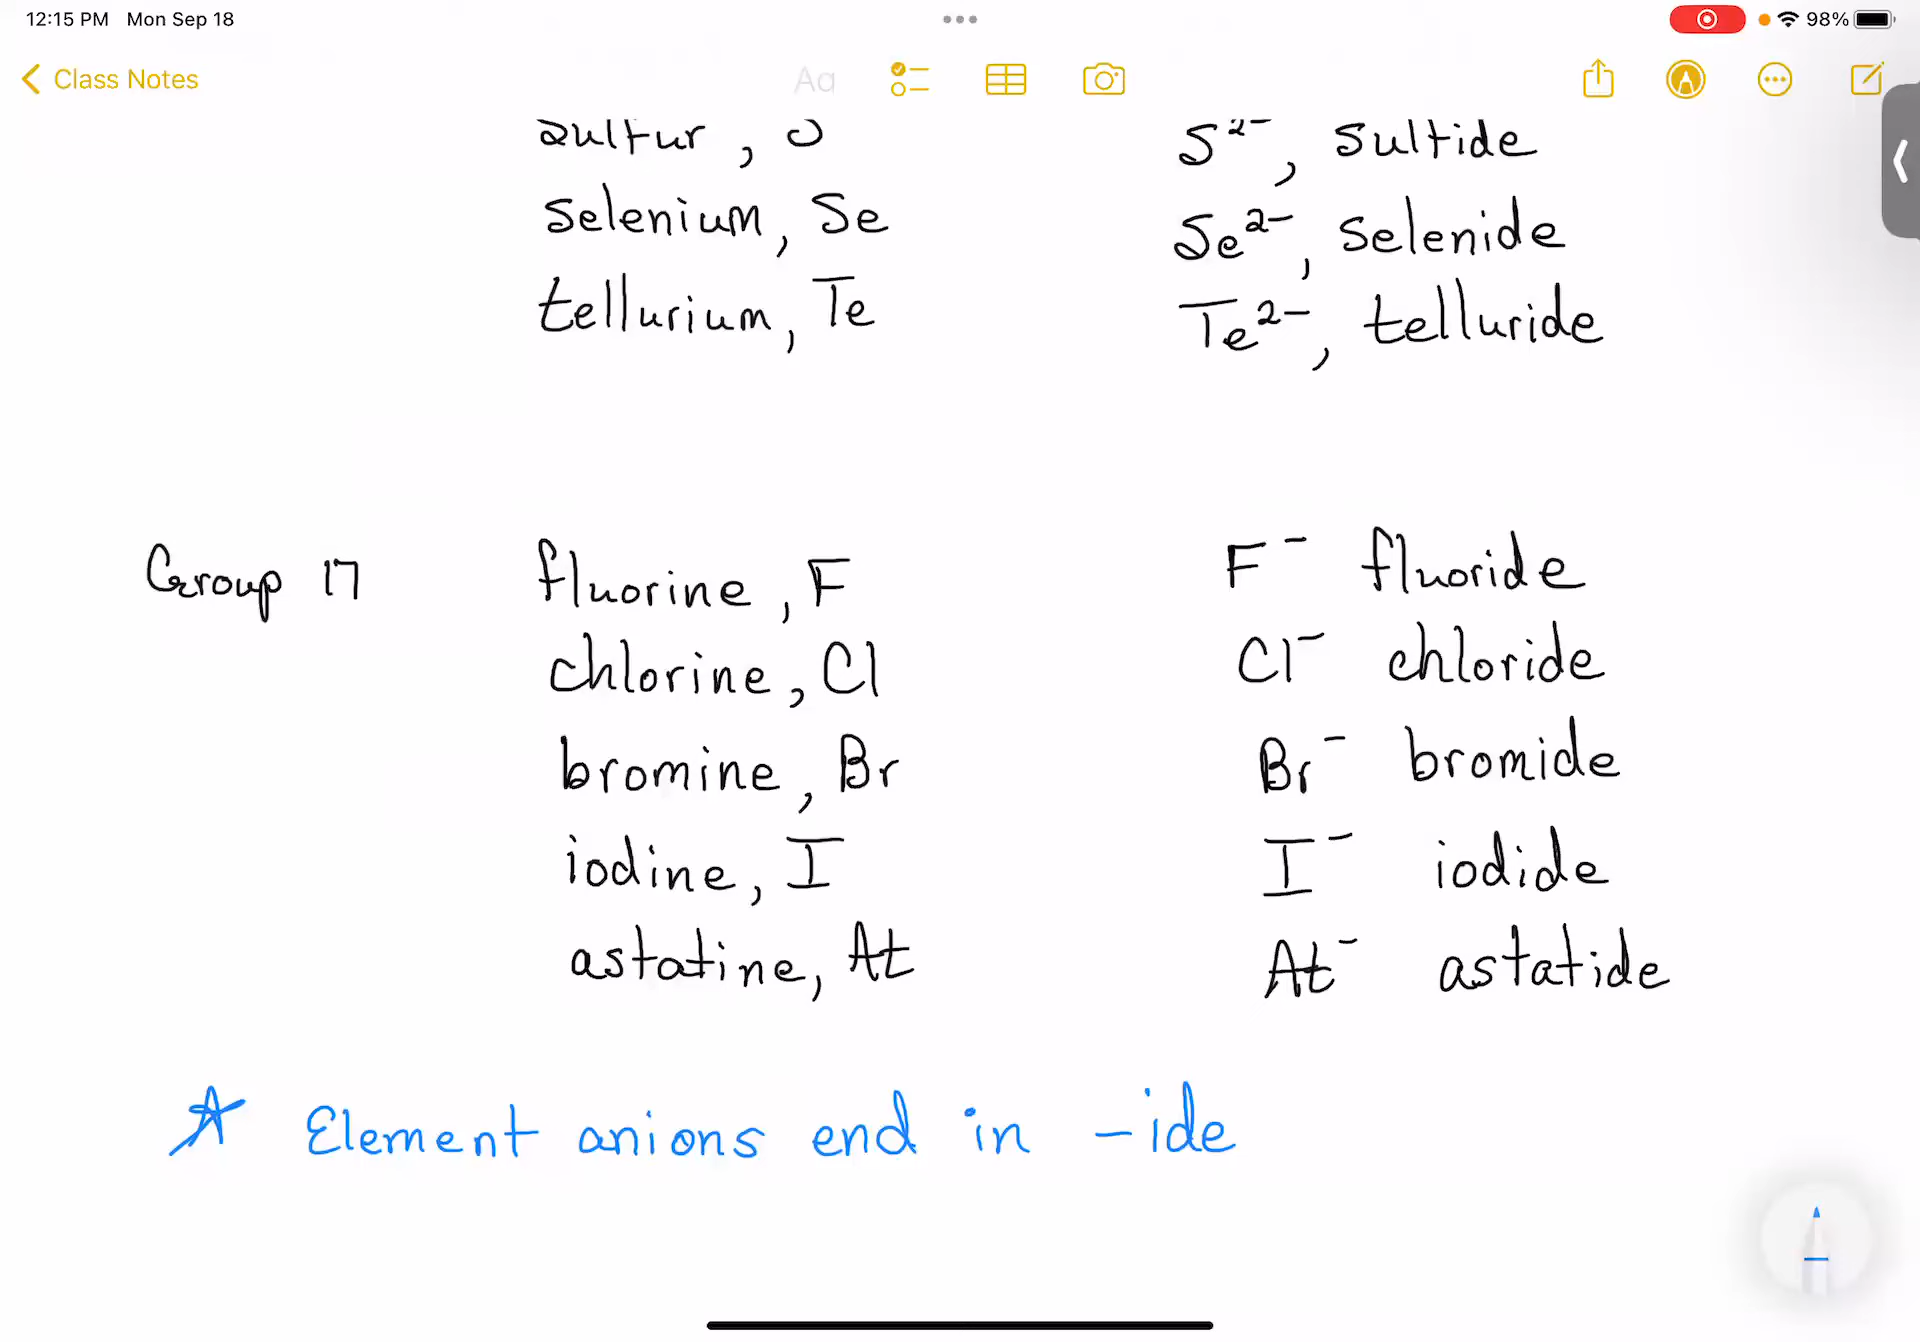 12:15 PM Mon Sep 18 98%
Class Notes Aa
sulfur, S S²⁻, sulfide
selenium, Se Se²⁻, selenide
tellurium, Te Te²⁻, telluride
Group 17 fluorine, F F⁻ fluoride
chlorine, Cl Cl⁻ chloride
bromine, Br Br⁻ bromide
iodine, I I⁻ iodide
astatine, At At⁻ astatide
☆ Element anions end in -ide